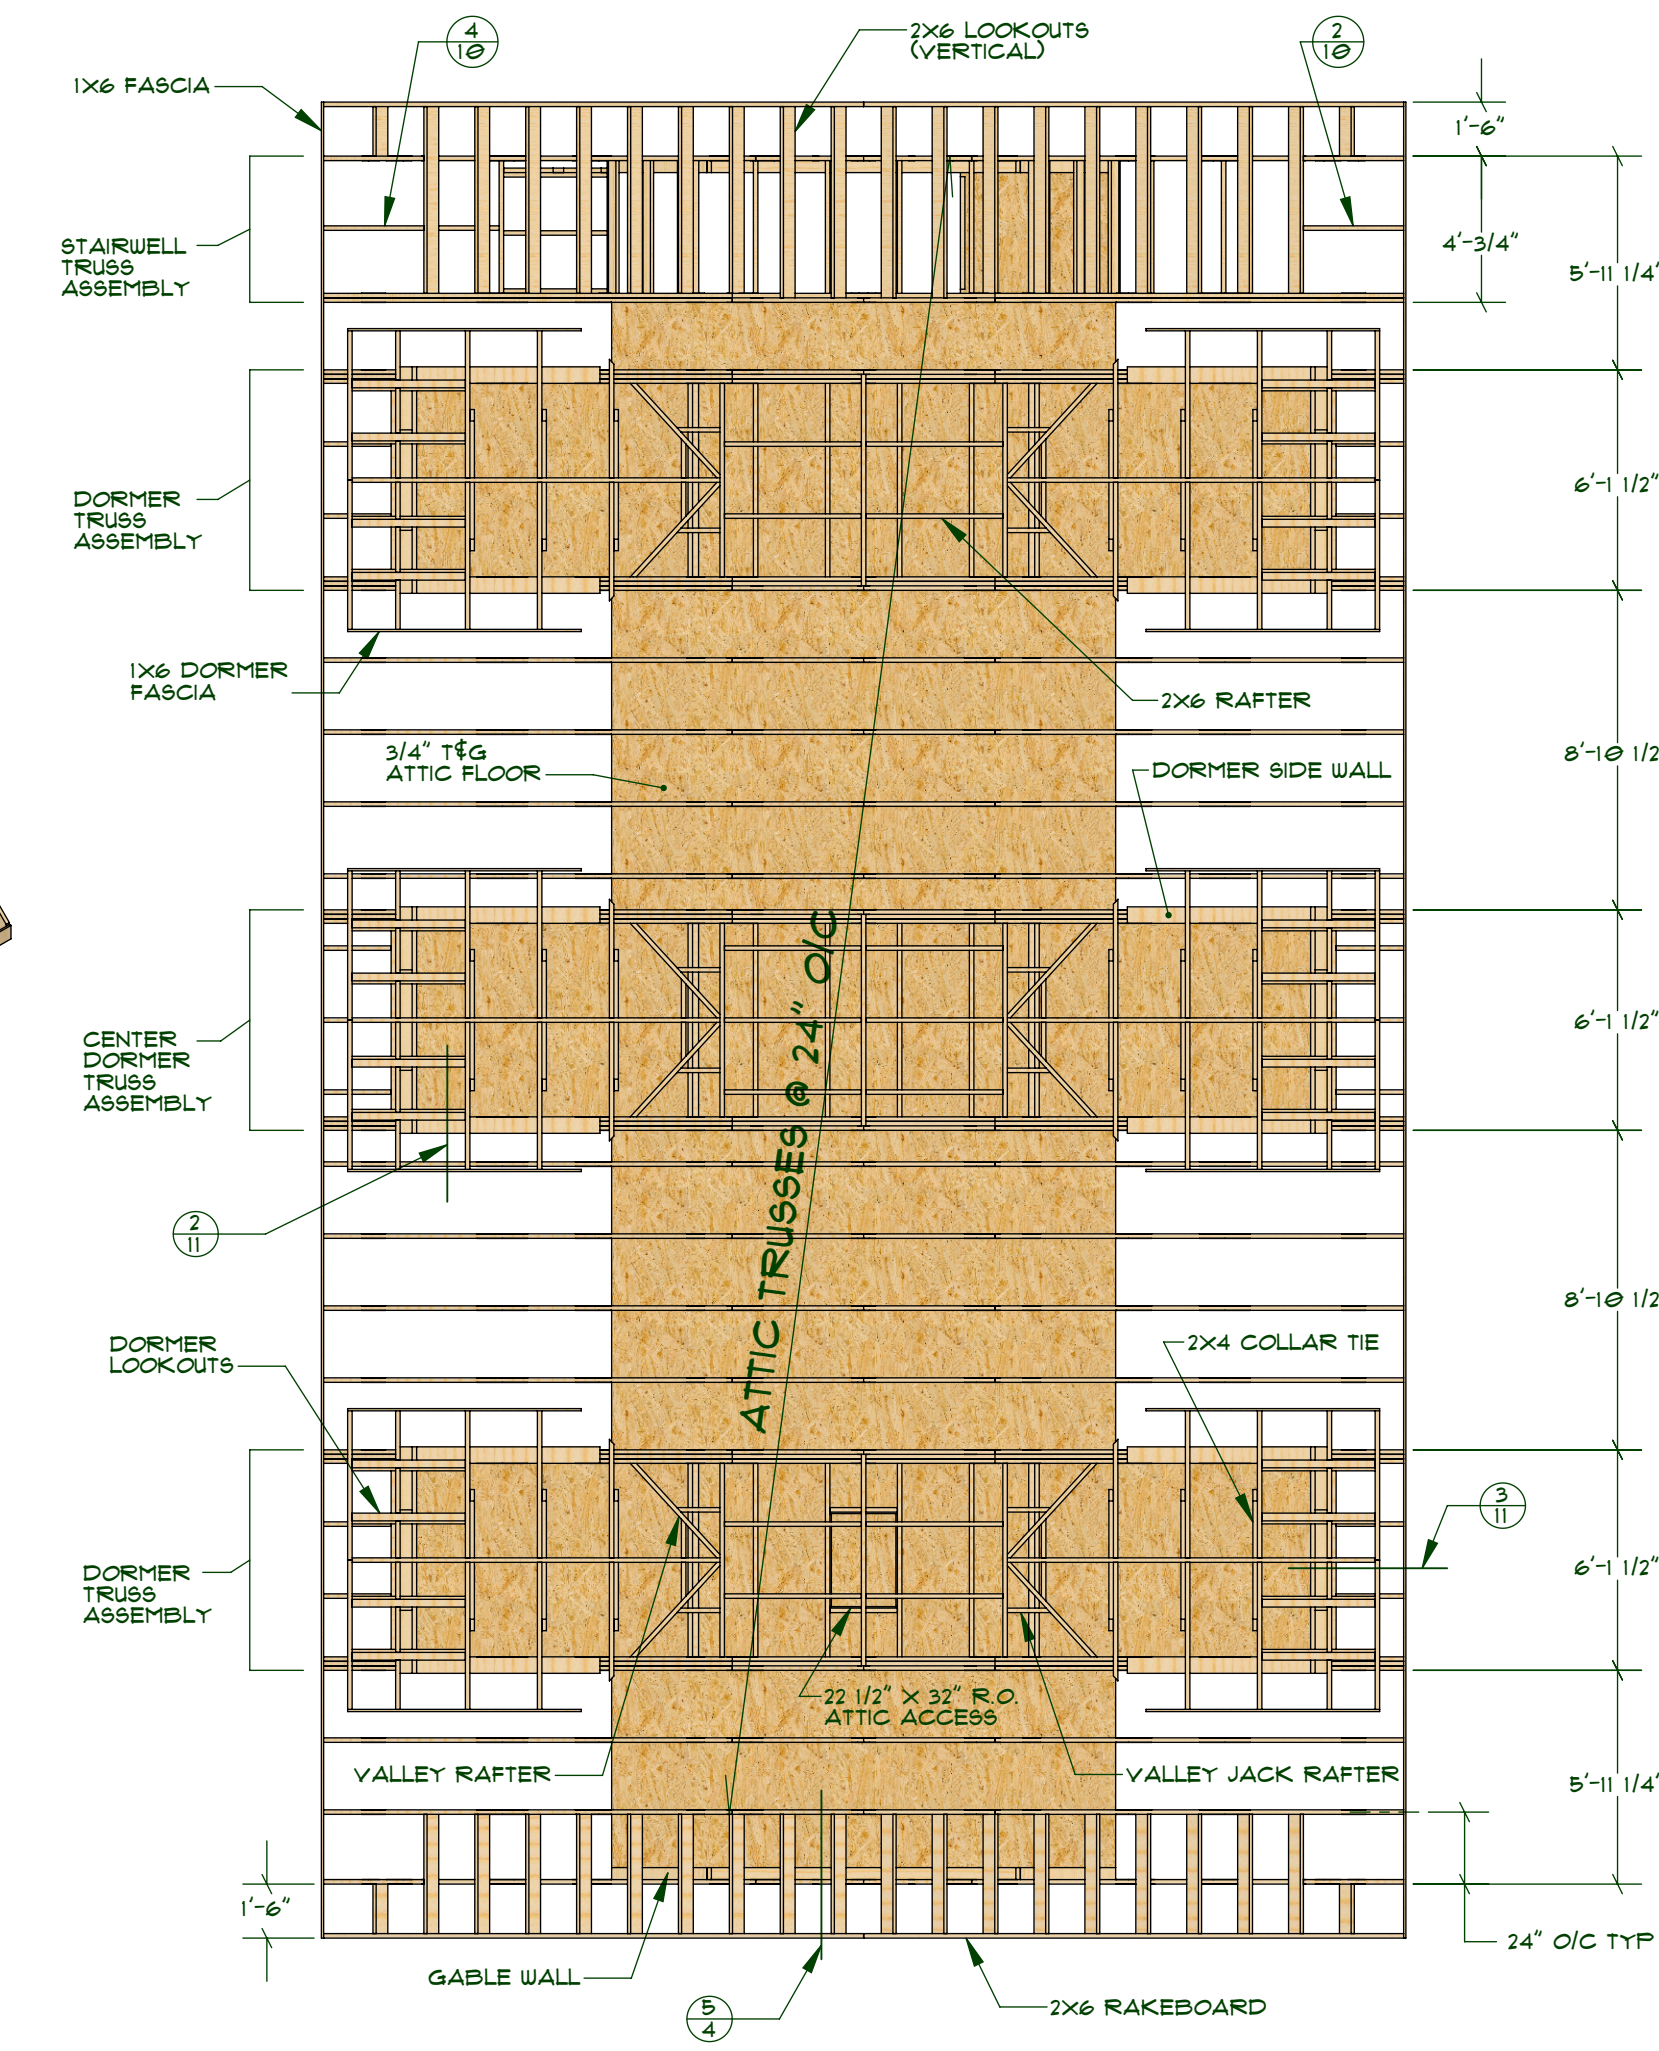 4
10
2X6 LOOKOUTS
(VERTICAL)
2
10
1X6 FASCIA
1'-6"
STAIRWELL
TRUSS
ASSEMBLY
4'-3/4"
5'-11 1/4"
DORMER
TRUSS
ASSEMBLY
6'-1 1/2"
1X6 DORMER
FASCIA
2X6 RAFTER
3/4" T&G
ATTIC FLOOR
DORMER SIDE WALL
8'-10 1/2
ATTIC TRUSSES @ 24" O/C
CENTER
DORMER
TRUSS
ASSEMBLY
6'-1 1/2"
2
11
8'-10 1/2
DORMER
LOOKOUTS
2X4 COLLAR TIE
3
11
DORMER
TRUSS
ASSEMBLY
6'-1 1/2"
22 1/2" X 32" R.O.
ATTIC ACCESS
VALLEY RAFTER
VALLEY JACK RAFTER
5'-11 1/4"
1'-6"
24" O/C TYP
GABLE WALL
5
4
2X6 RAKEBOARD